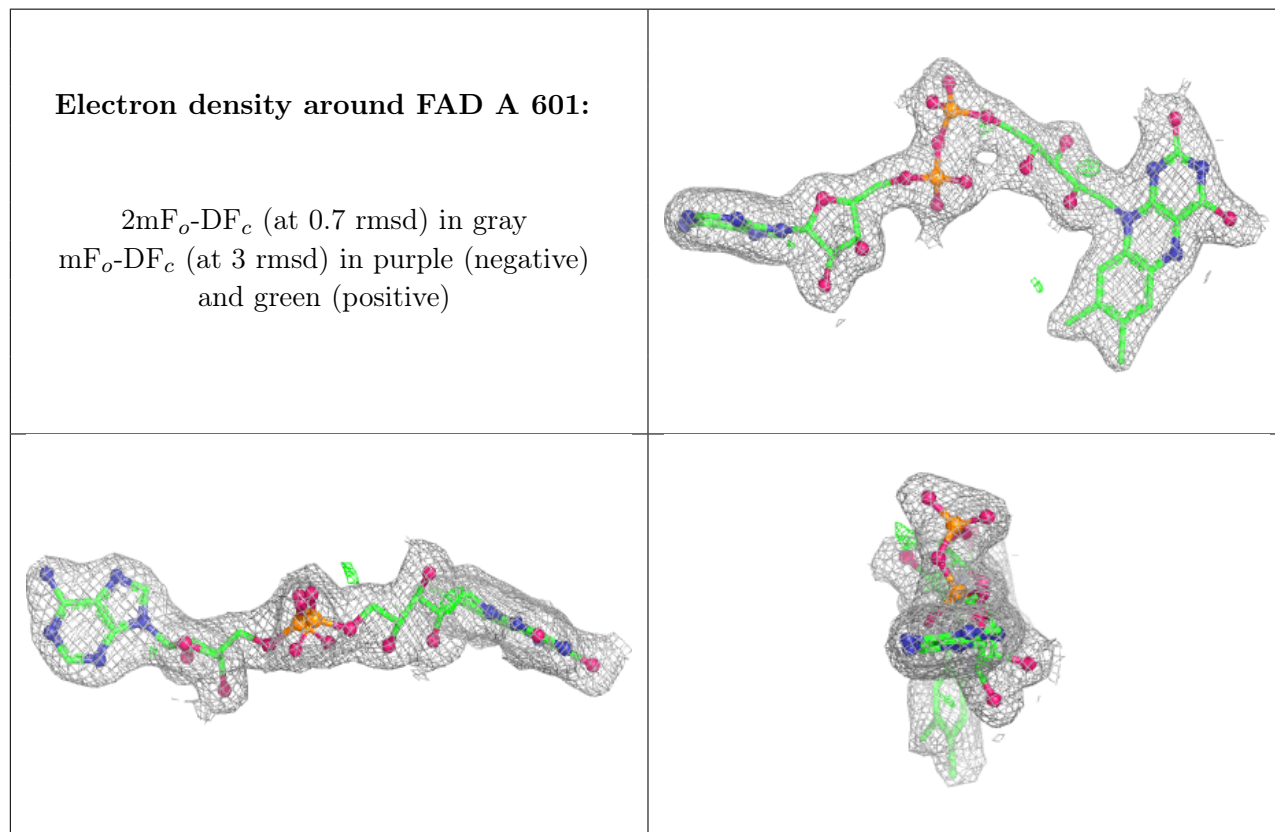 Electron density around FAD A 601:
2mFo-DFc (at 0.7 rmsd) in gray
mFo-DFc (at 3 rmsd) in purple (negative)
and green (positive)